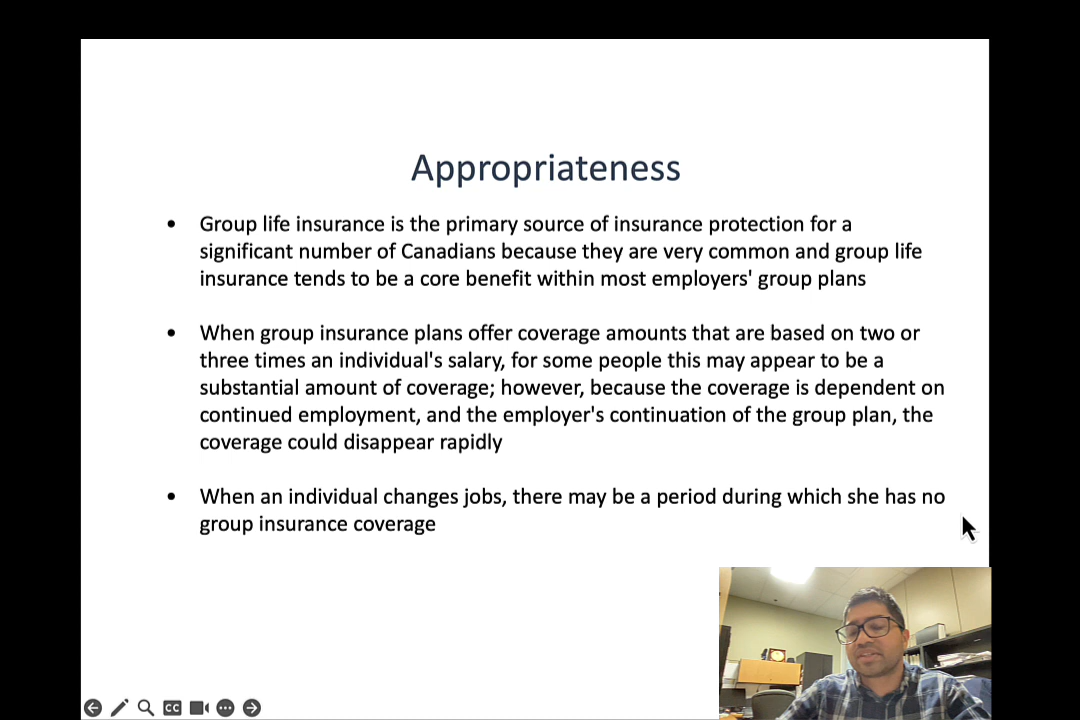 Appropriateness
• Group life insurance is the primary source of insurance protection for a
significant number of Canadians because they are very common and group life
insurance tends to be a core benefit within most employers' group plans
• When group insurance plans offer coverage amounts that are based on two or
three times an individual's salary, for some people this may appear to be a
substantial amount of coverage; however, because the coverage is dependent on
continued employment, and the employer's continuation of the group plan, the
coverage could disappear rapidly
• When an individual changes jobs, there may be a period during which she has no
group insurance coverage
CC